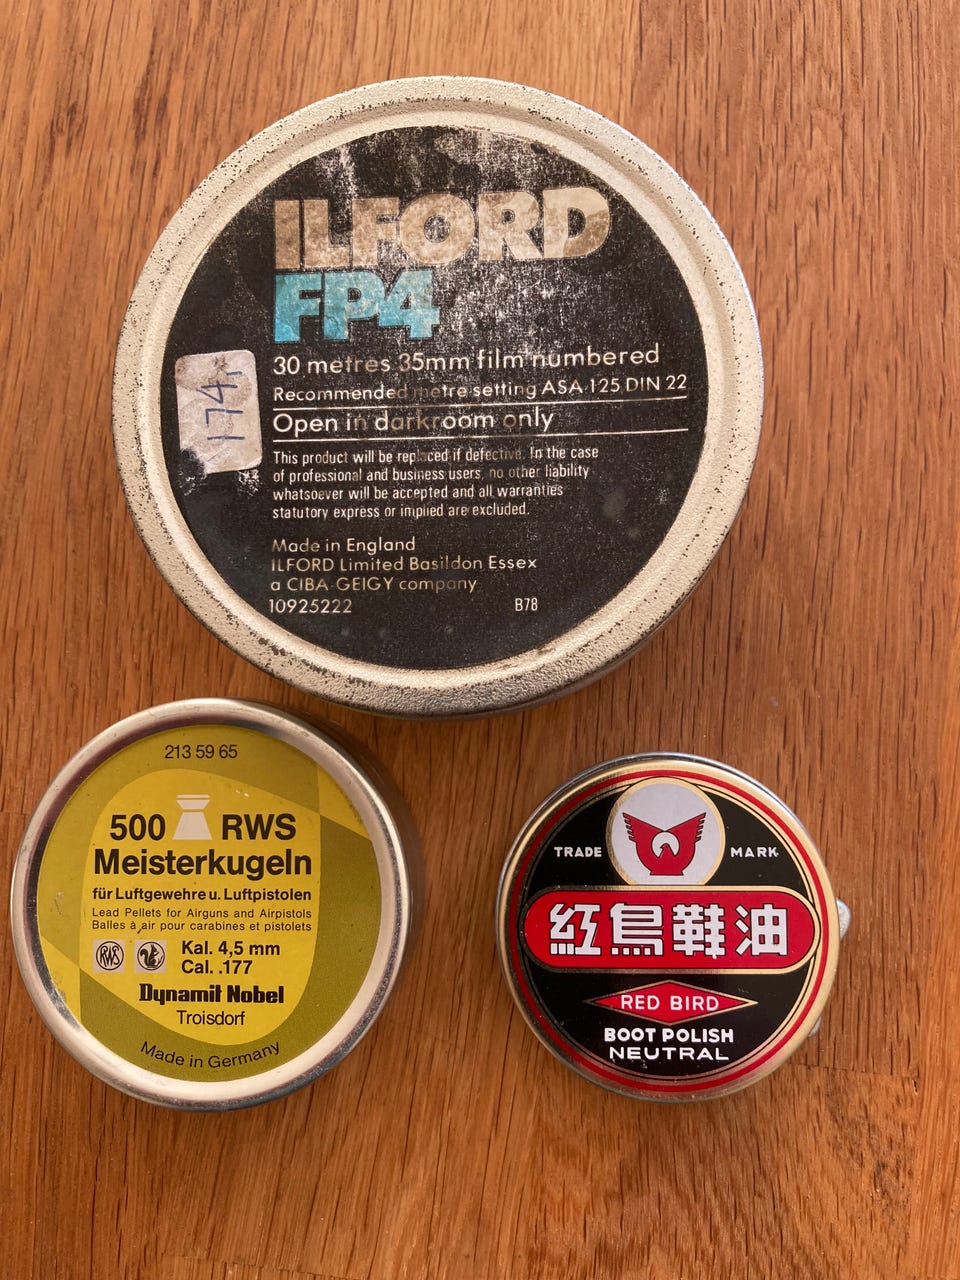 ILFORD
FP4
30 metres 35mm film numbered
Recommended metre setting ASA 125 DIN 22
Open in darkroom only
This product will be replaced if defective. In the case
of professional and business users, no other liability
whatsoever will be accepted and all warranties
statutory express or implied are excluded.
Made in England
ILFORD Limited Basildon Essex
a CIBA-GEIGY company
10925222 B78
174,-
213 59 65
500 RWS
Meisterkugeln
für Luftgewehre u. Luftpistolen
Lead Pellets for Airguns and Airpistols
Balles à air pour carabines et pistolets
RWS
Kal. 4,5 mm
Cal. .177
Dynamit Nobel
Troisdorf
Made in Germany
TRADE MARK
紅鳥鞋油
RED BIRD
BOOT POLISH
NEUTRAL